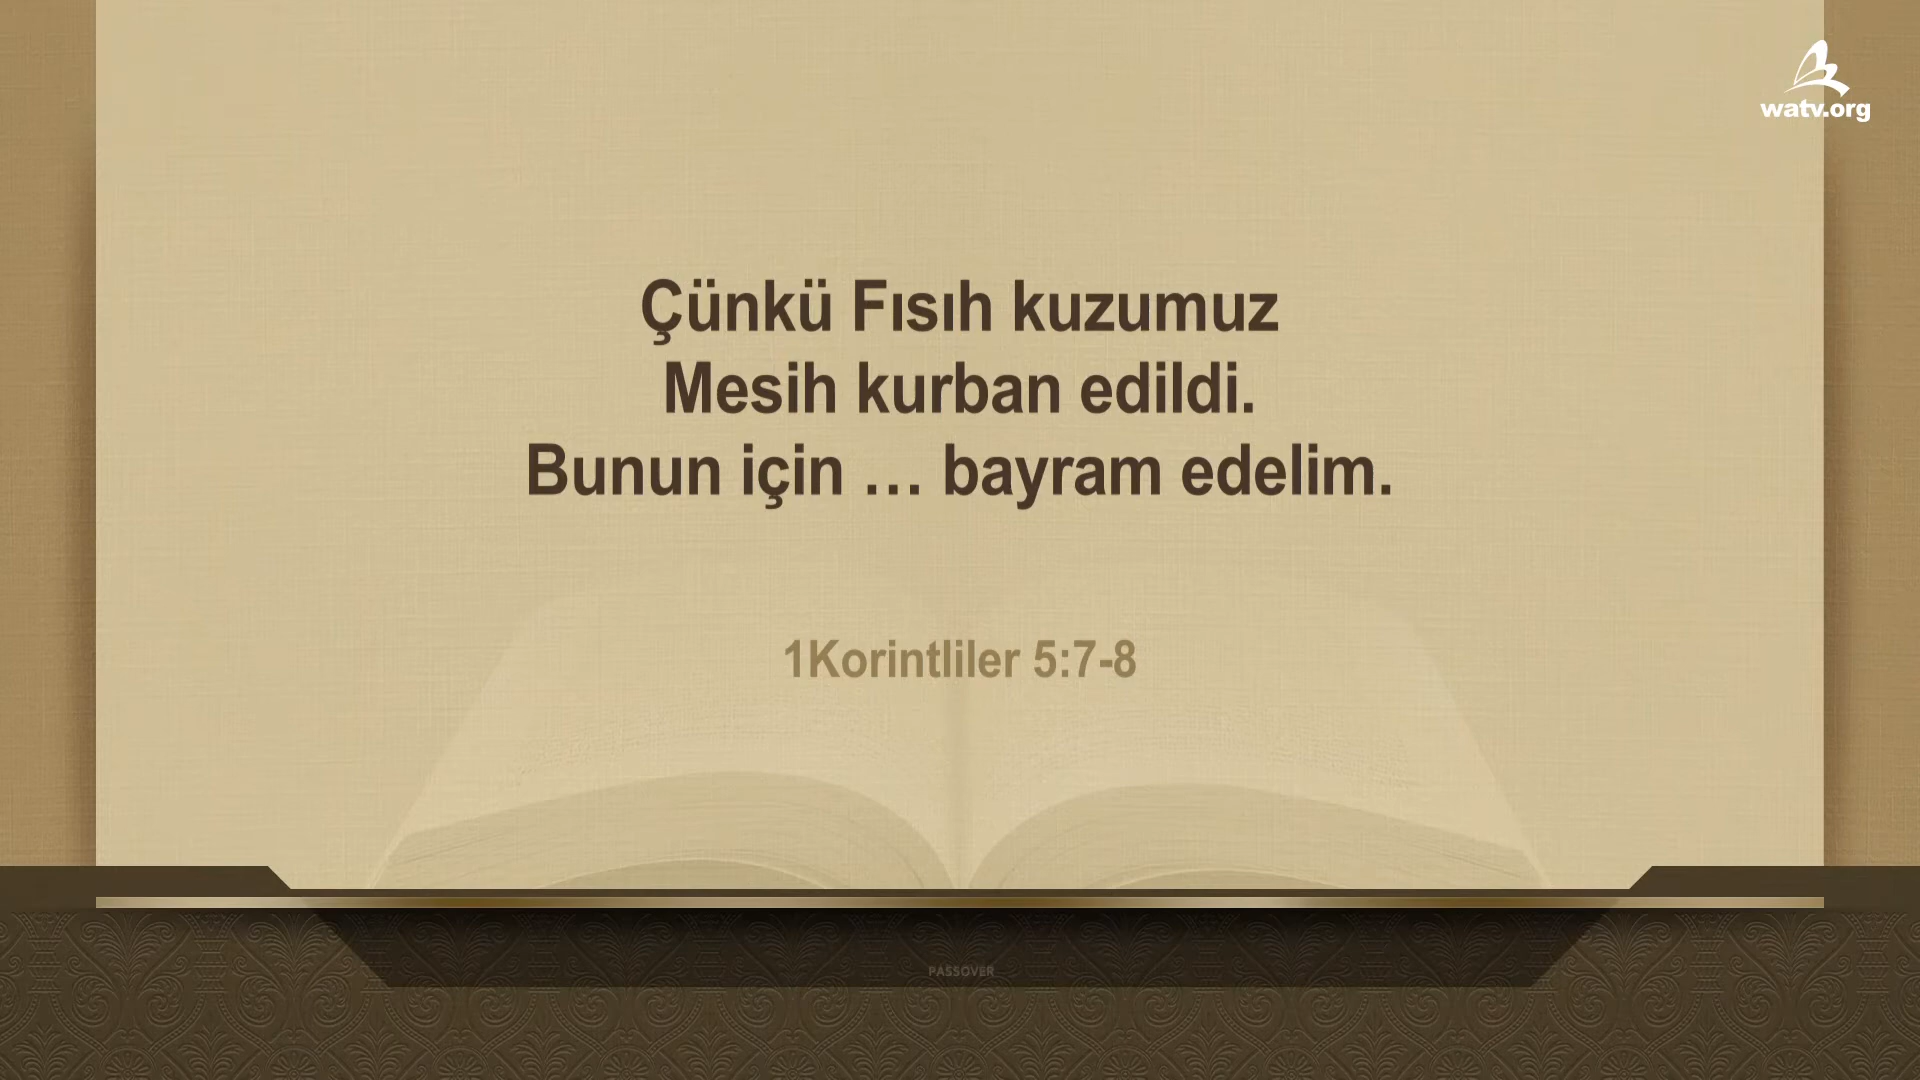 watv.org
Çünkü Fısıh kuzumuz
Mesih kurban edildi.
Bunun için … bayram edelim.
1Korintliler 5:7-8
PASSOVER